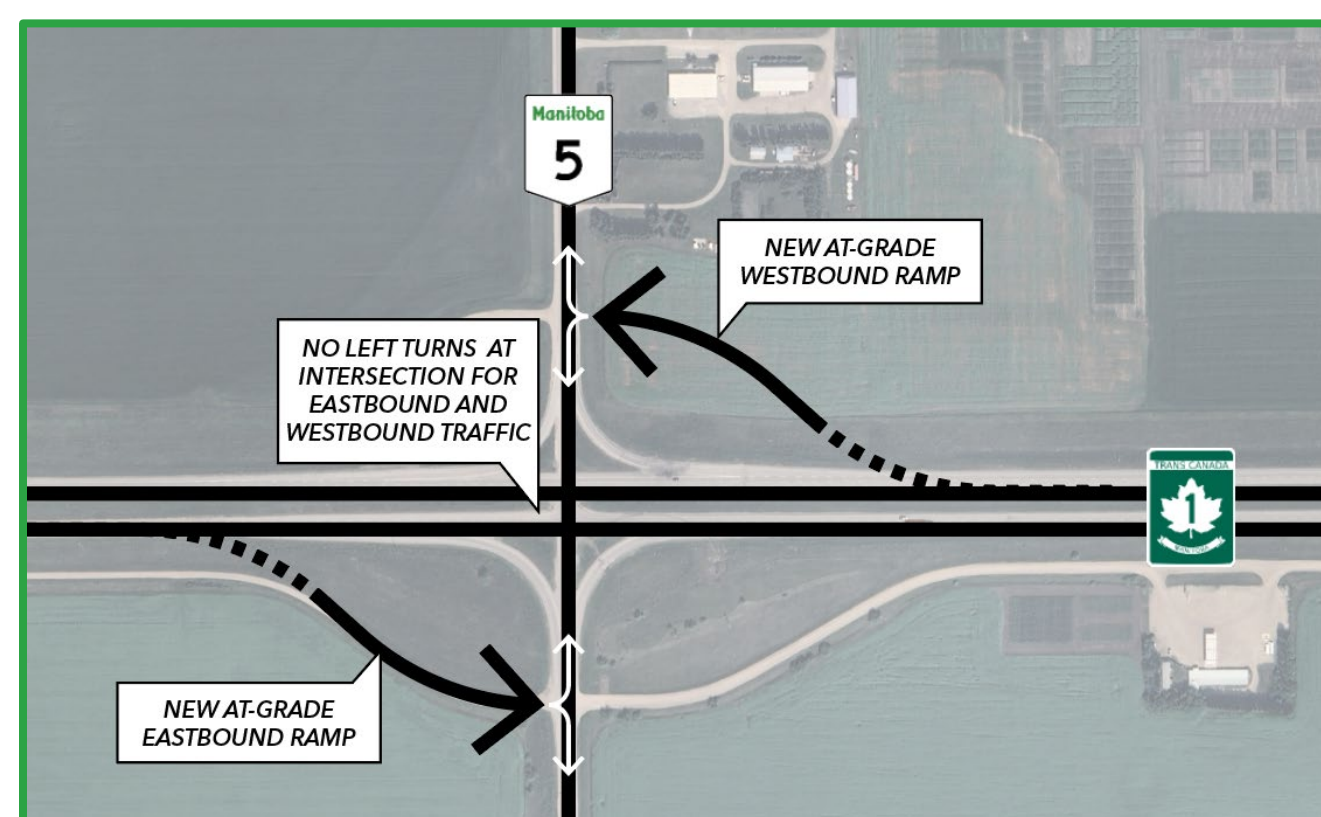 Manitoba
5
NEW AT-GRADE
WESTBOUND RAMP
NO LEFT TURNS AT
INTERSECTION FOR
EASTBOUND AND
WESTBOUND TRAFFIC
TRANS CANADA
1
MANITOBA
NEW AT-GRADE
EASTBOUND RAMP